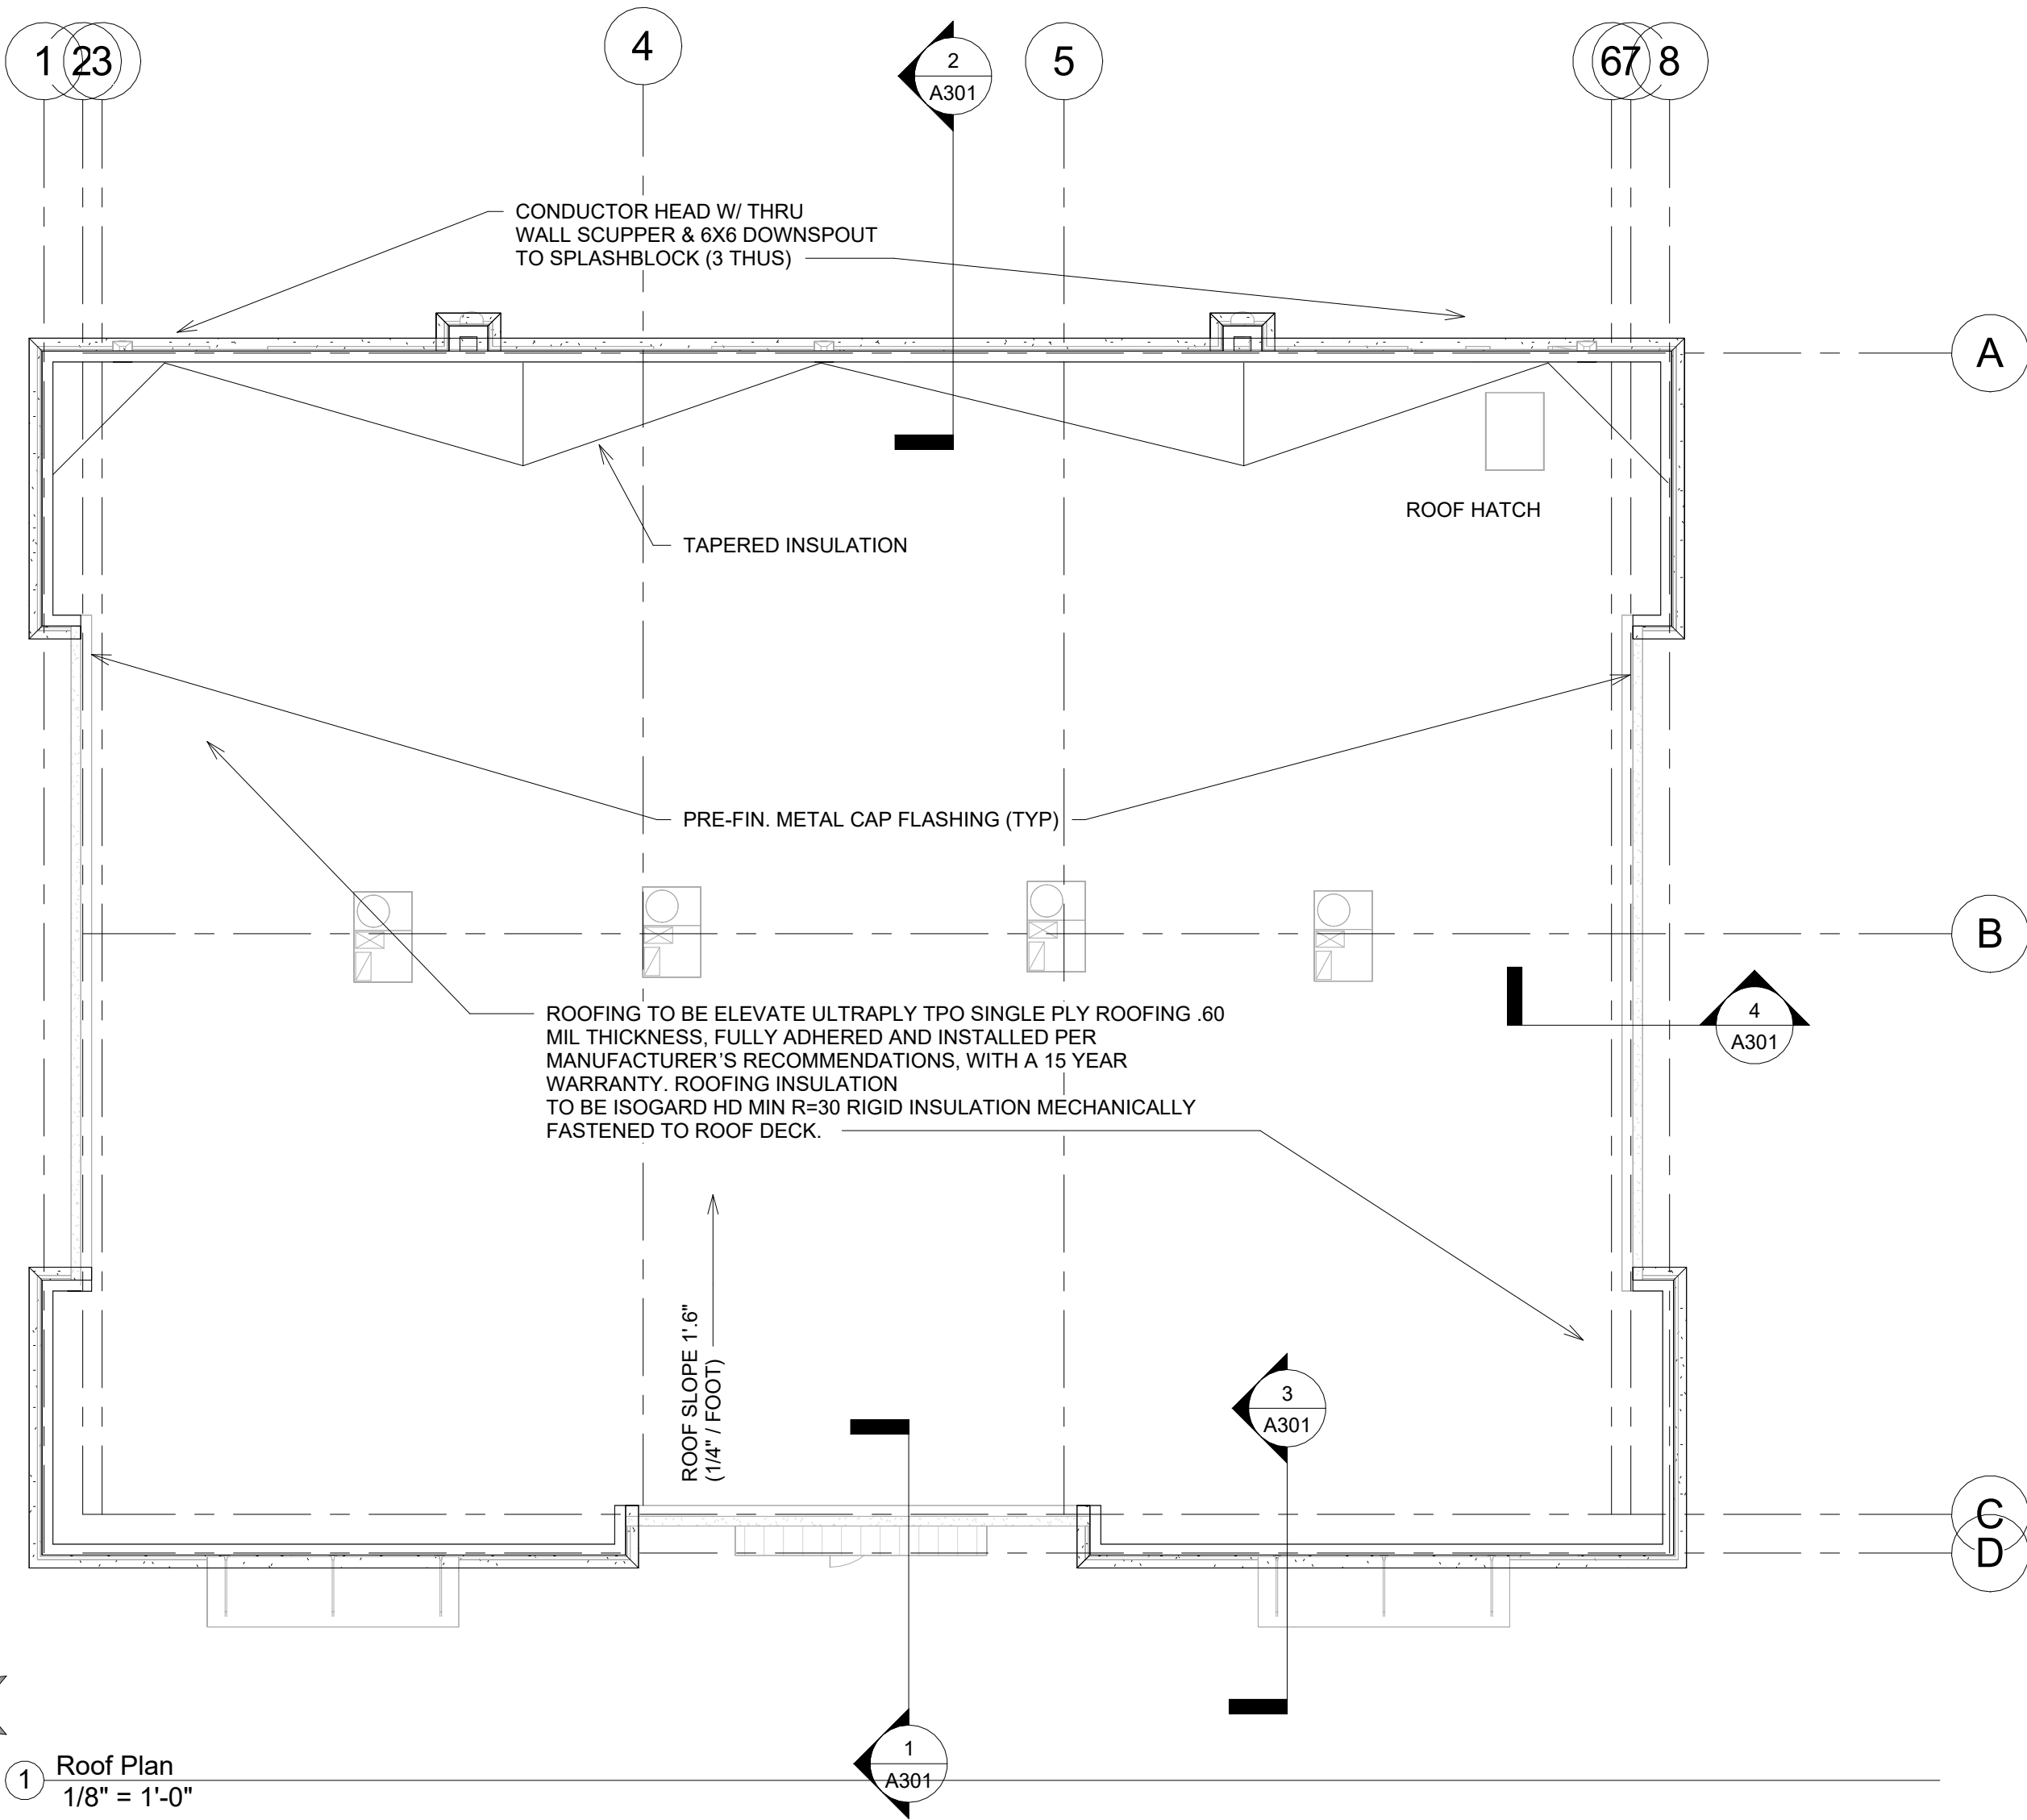 1
2
3
4
5
6
7
8
2
A301
CONDUCTOR HEAD W/ THRU
WALL SCUPPER & 6X6 DOWNSPOUT
TO SPLASHBLOCK (3 THUS)
A
ROOF HATCH
TAPERED INSULATION
PRE-FIN. METAL CAP FLASHING (TYP)
B
ROOFING TO BE ELEVATE ULTRAPLY TPO SINGLE PLY ROOFING .60
MIL THICKNESS, FULLY ADHERED AND INSTALLED PER
MANUFACTURER'S RECOMMENDATIONS, WITH A 15 YEAR
WARRANTY. ROOFING INSULATION
TO BE ISOGARD HD MIN R=30 RIGID INSULATION MECHANICALLY
FASTENED TO ROOF DECK.
4
A301
ROOF SLOPE 1'.6"
(1/4" / FOOT)
3
A301
C
D
1
A301
1
Roof Plan
1/8" = 1'-0"